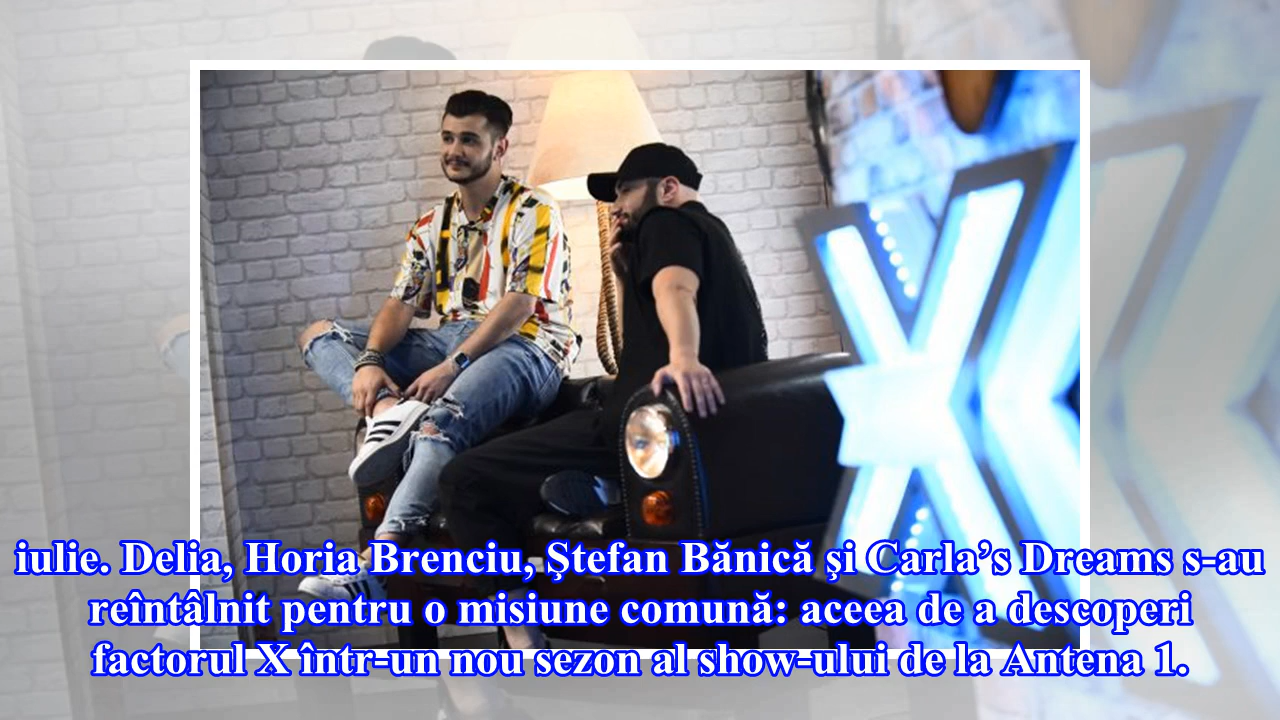 iulie. Delia, Horia Brenciu, Ştefan Bănică şi Carla’s Dreams s-au
reîntâlnit pentru o misiune comună: aceea de a descoperi
factorul X într-un nou sezon al show-ului de la Antena 1.
X